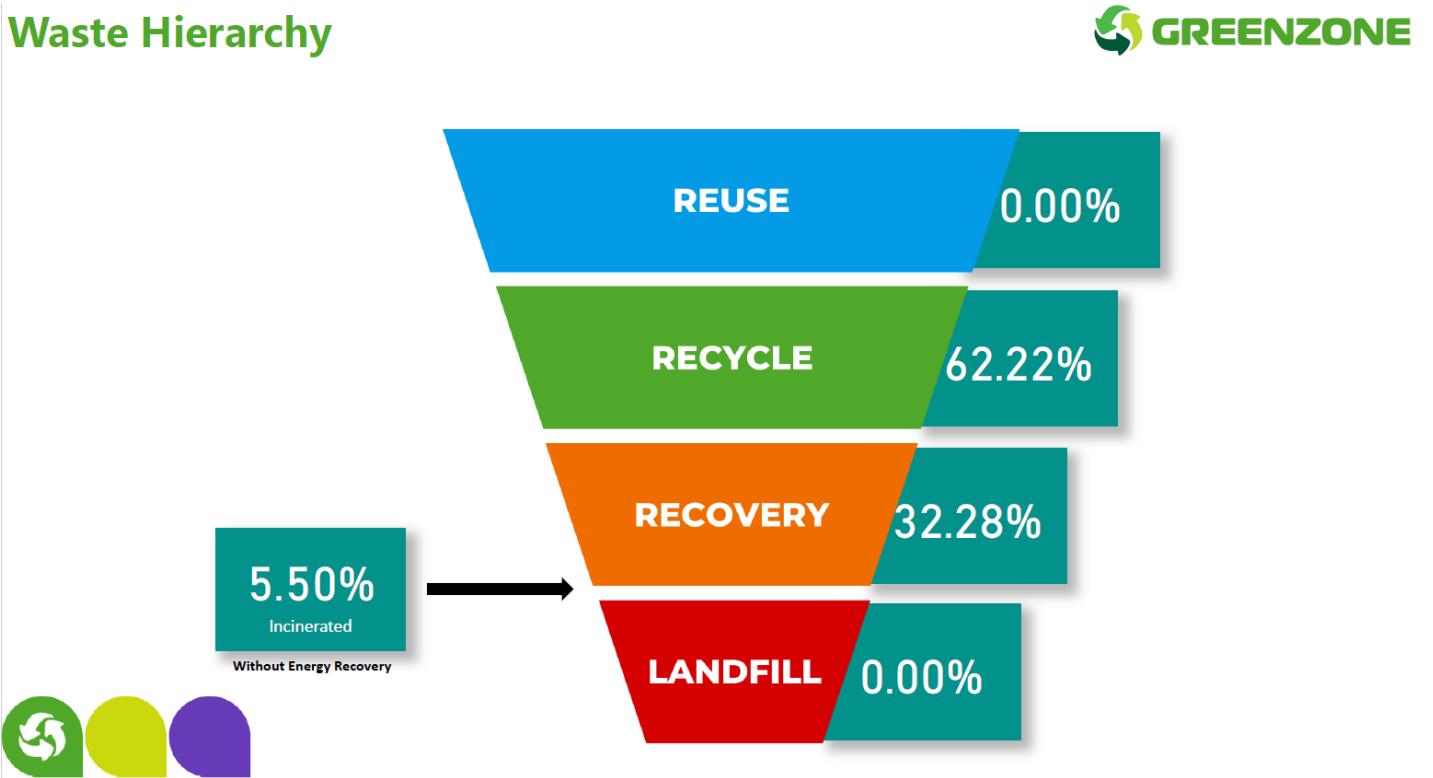 Waste Hierarchy
GREENZONE
REUSE
0.00%
RECYCLE
62.22%
RECOVERY
32.28%
5.50%
Incinerated
Without Energy Recovery
LANDFILL
0.00%